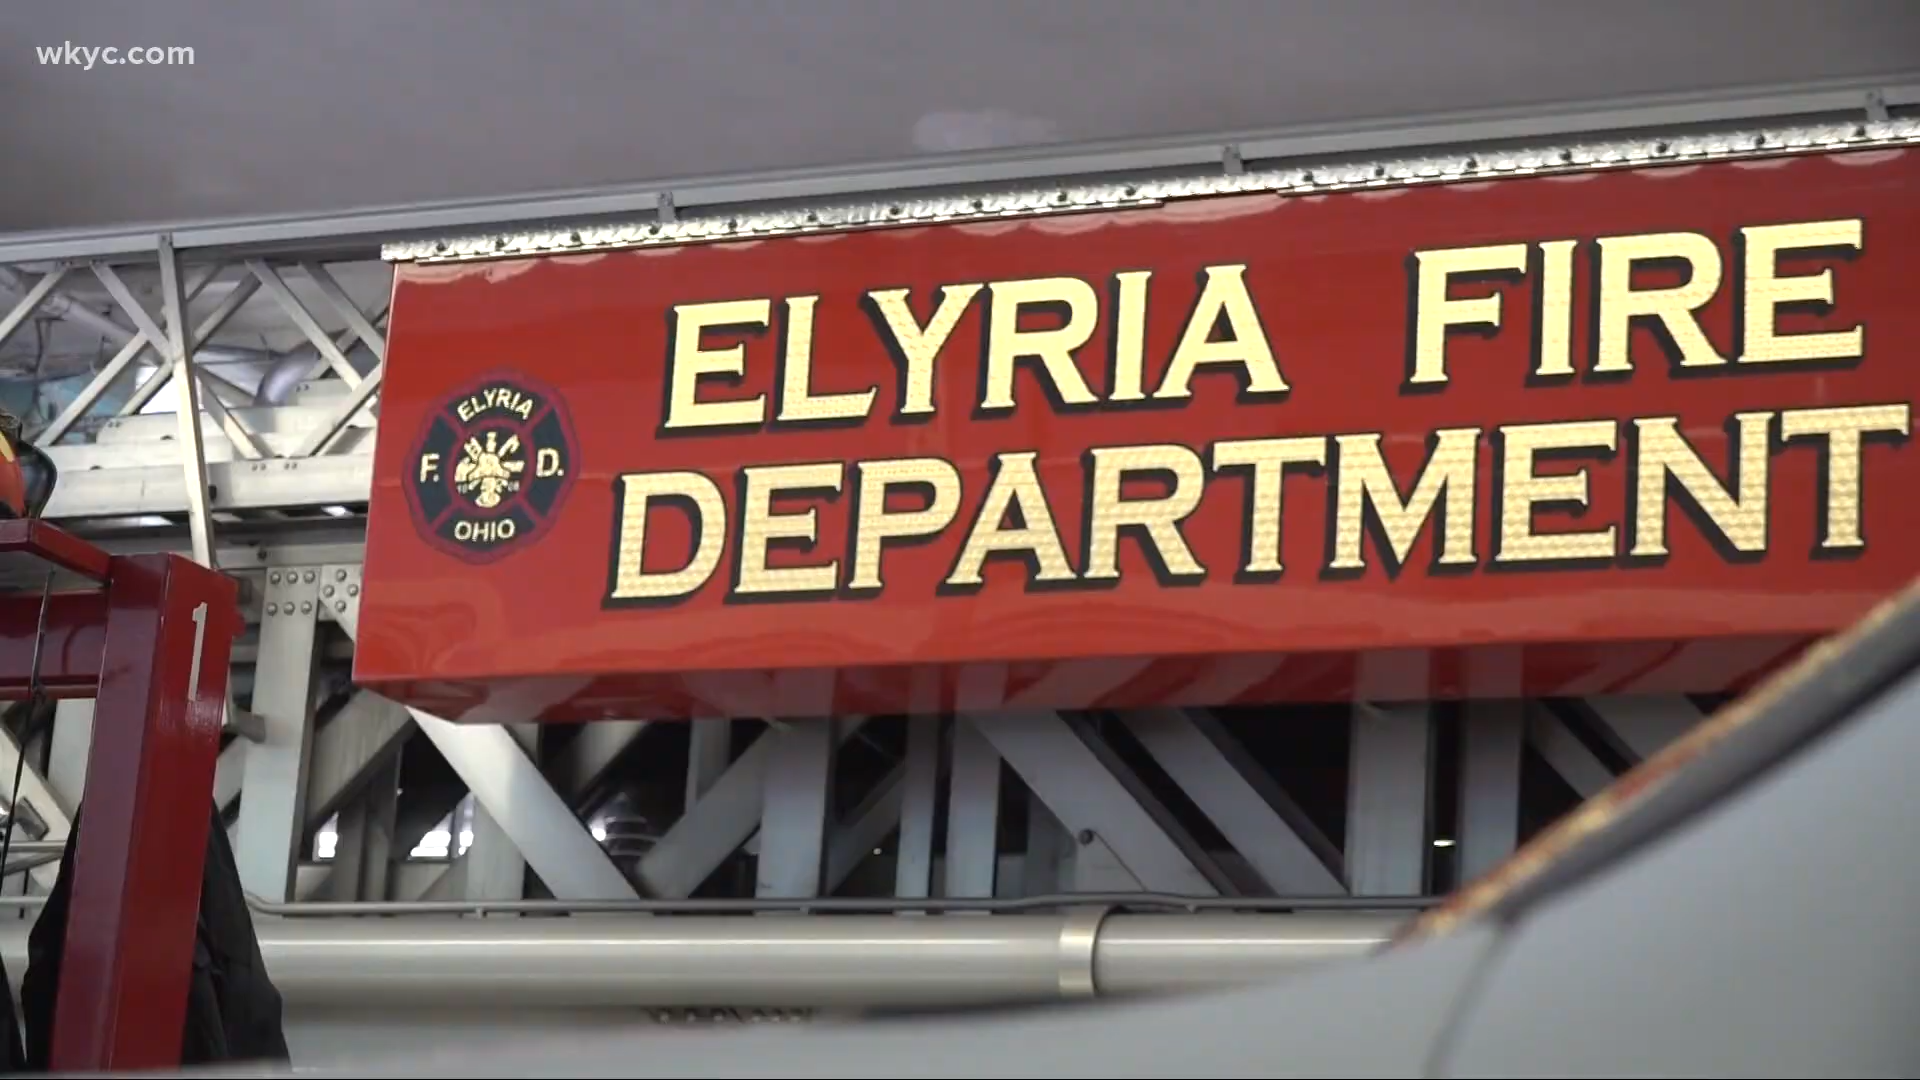 wkyc.com
ELYRIA FIRE
DEPARTMENT
ELYRIA
F. D.
OHIO
1